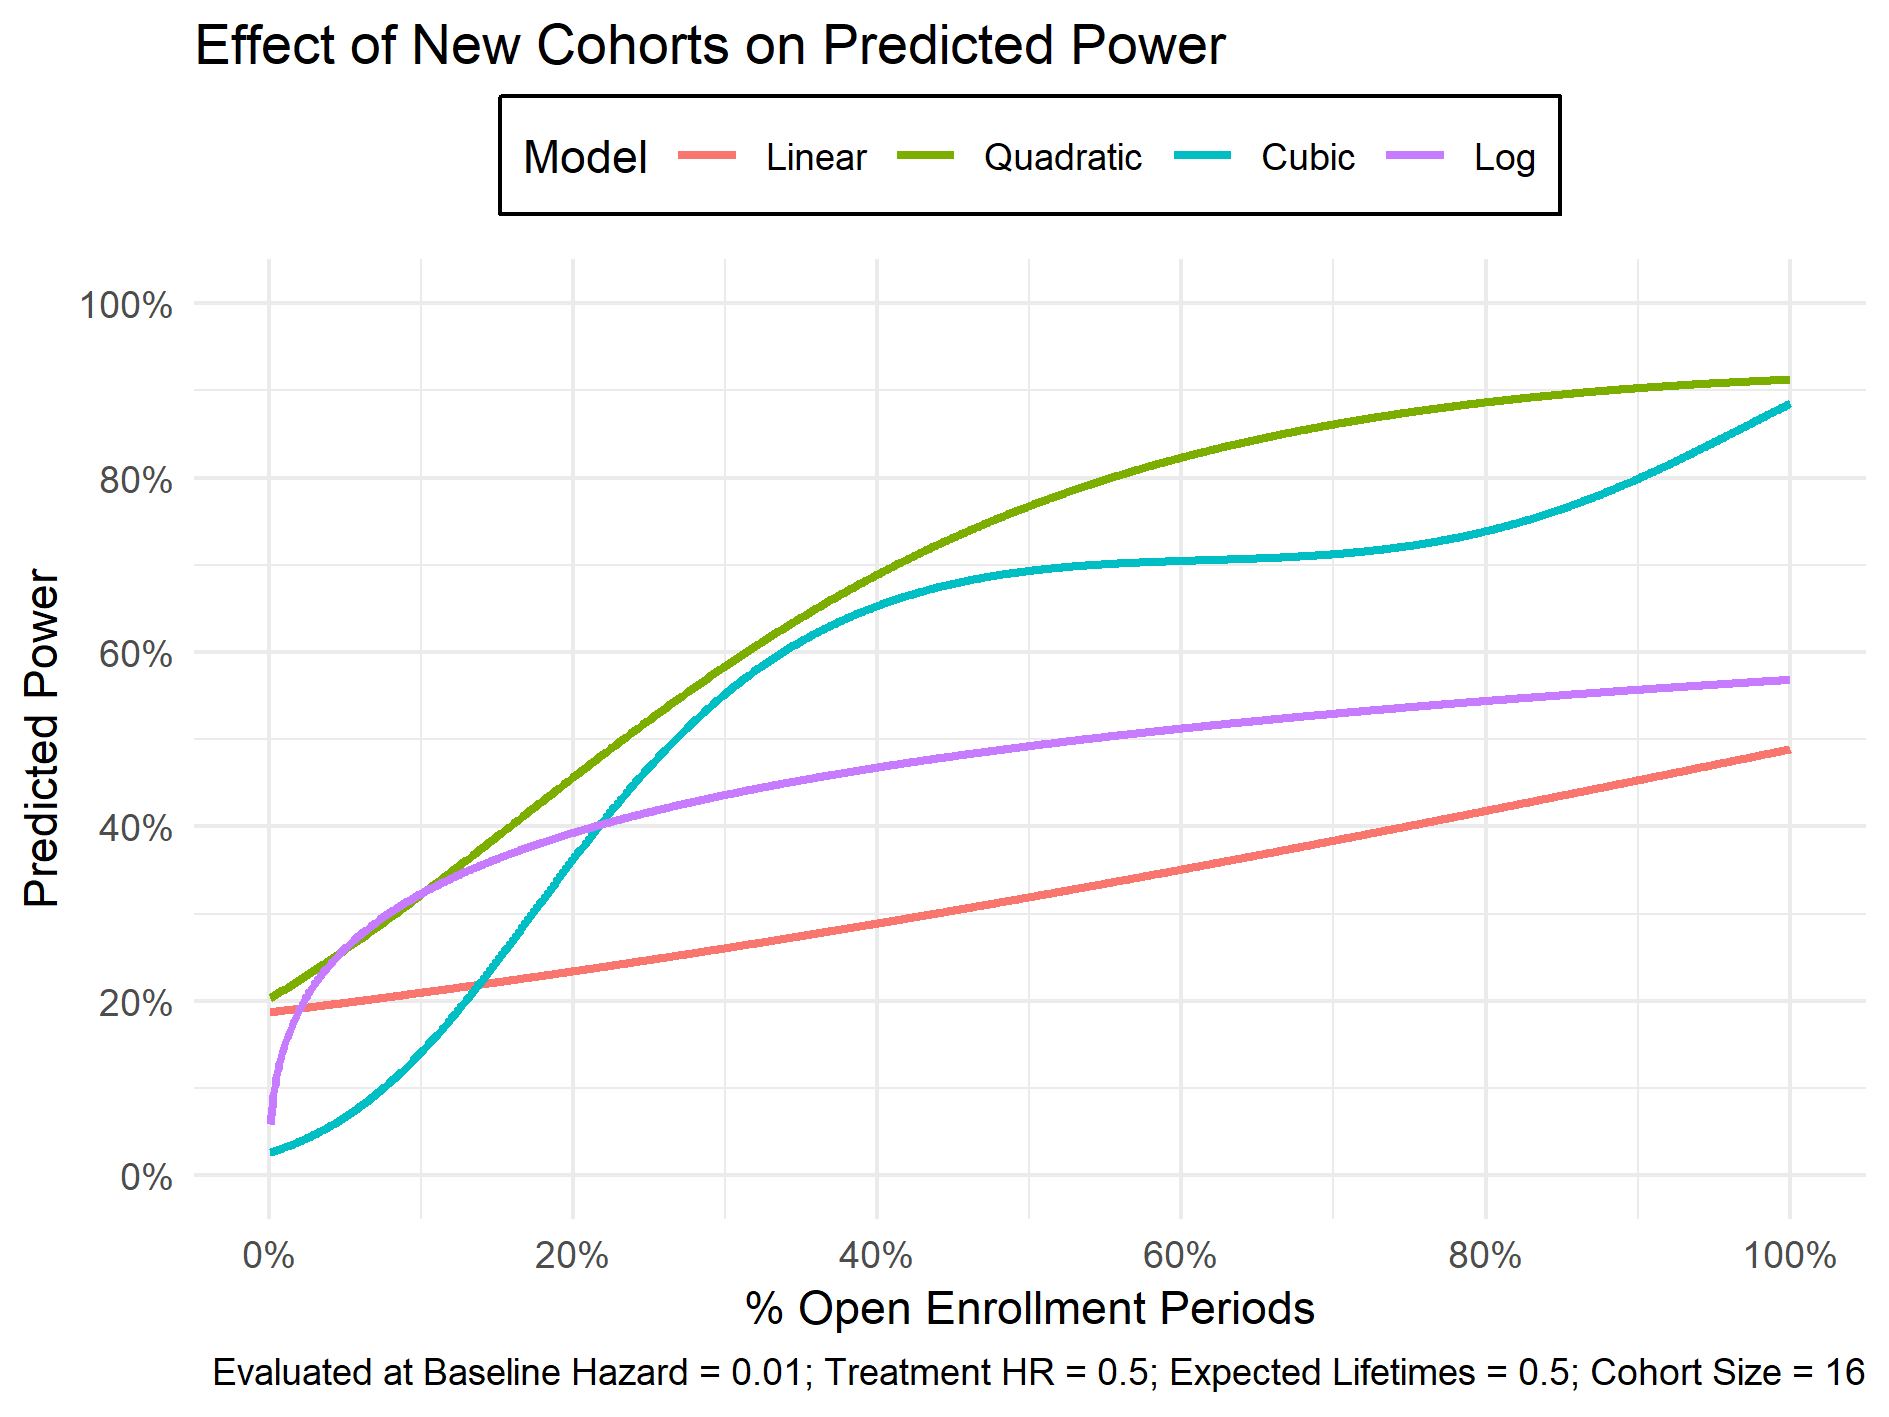 Effect of New Cohorts on Predicted Power
Model Linear Quadratic Cubic Log
100%
80%
60%
40%
20%
0%
Predicted Power
0% 20% 40% 60% 80% 100%
% Open Enrollment Periods
Evaluated at Baseline Hazard = 0.01; Treatment HR = 0.5; Expected Lifetimes = 0.5; Cohort Size = 16